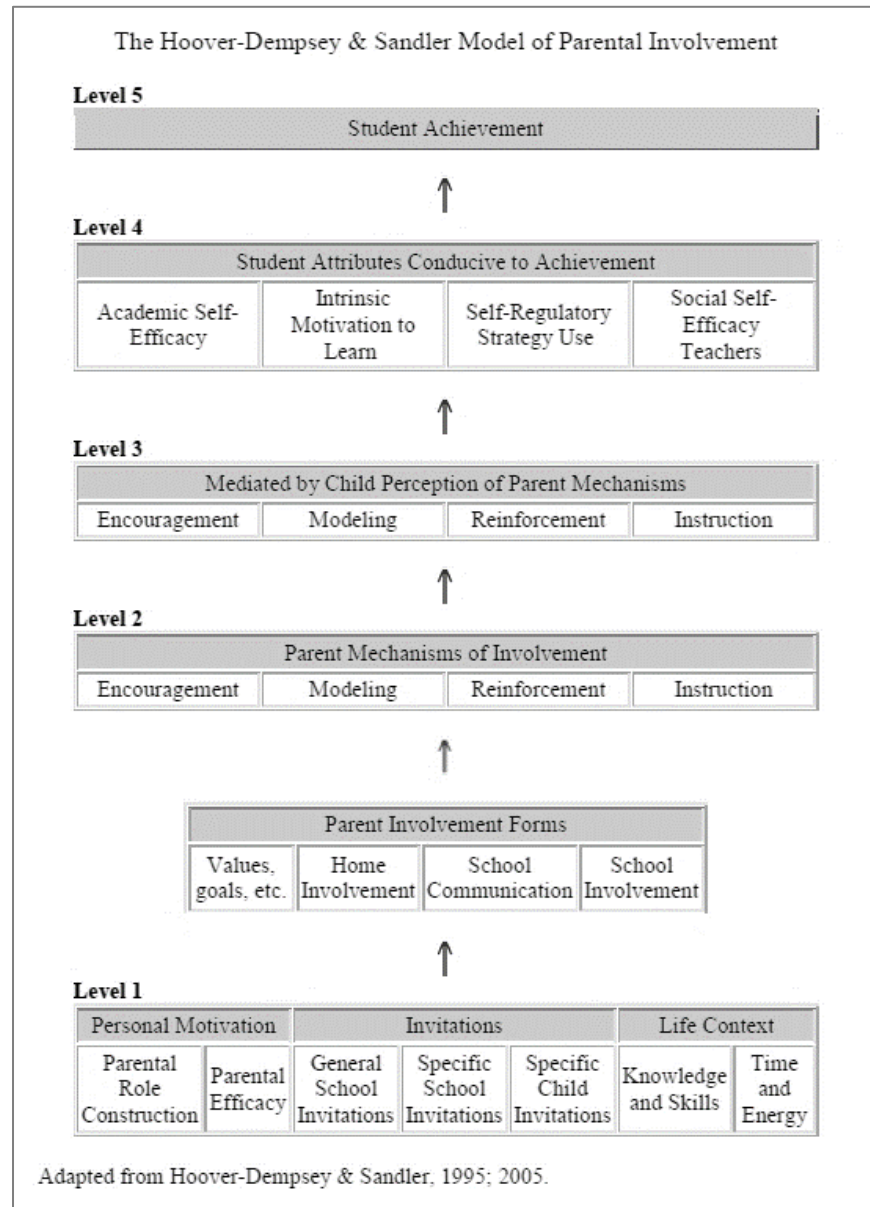 The Hoover-Dempsey & Sandler Model of Parental Involvement
Level 5
Student Achievement
Level 4
Student Attributes Conducive to Achievement
Academic Self-
Efficacy
Intrinsic
Motivation to
Learn
Self-Regulatory
Strategy Use
Social Self-
Efficacy
Teachers
Level 3
Mediated by Child Perception of Parent Mechanisms
Encouragement
Modeling
Reinforcement
Instruction
Level 2
Parent Mechanisms of Involvement
Encouragement
Modeling
Reinforcement
Instruction
Parent Involvement Forms
Values,
goals, etc.
Home
Involvement
School
Communication
School
Involvement
Level 1
Personal Motivation
Invitations
Life Context
Parental
Role
Construction
Parental
Efficacy
General
School
Invitations
Specific
School
Invitations
Specific
Child
Invitations
Knowledge
and Skills
Time
and
Energy
Adapted from Hoover-Dempsey & Sandler, 1995; 2005.